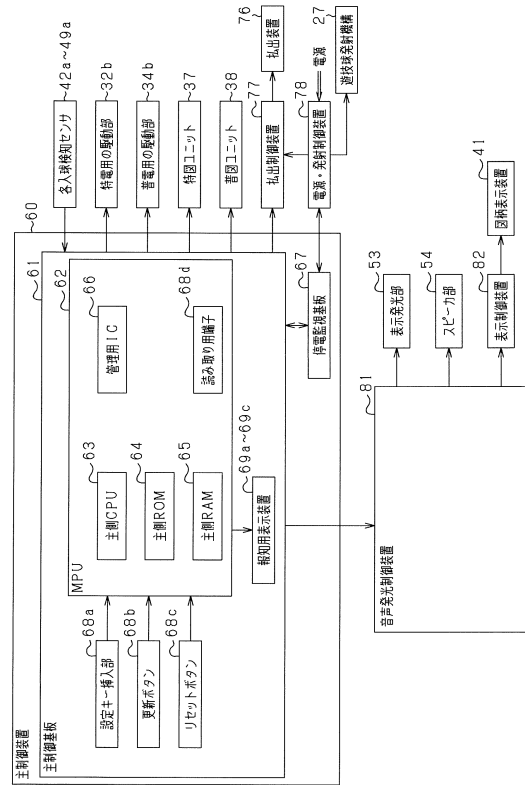 主制御装置
60
主制御基板
61
MPU
62
主側CPU
63
主側ROM
64
主側RAM
65
管理用IC
66
読み取り用端子
68d
設定キー挿入部
68a
更新ボタン
68b
リセットボタン
68c
報知用表示装置
69a~69c
停電監視基板
67
各入球検知センサ
42a~49a
特電用の駆動部
32b
普電用の駆動部
34b
特図ユニット
37
普図ユニット
38
払出制御装置
77
払出装置
76
電源・発射制御装置
78
電源
遊技球発射機構
27
音声発光制御装置
81
表示発光部
53
スピーカ部
54
表示制御装置
82
図柄表示装置
41